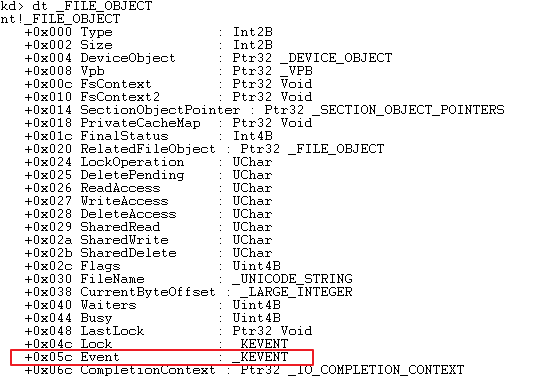 kd> dt _FILE_OBJECT
nt!_FILE_OBJECT
+0x000 Type : Int2B
+0x002 Size : Int2B
+0x004 DeviceObject : Ptr32 _DEVICE_OBJECT
+0x008 Vpb : Ptr32 _VPB
+0x00c FsContext : Ptr32 Void
+0x010 FsContext2 : Ptr32 Void
+0x014 SectionObjectPointer : Ptr32 _SECTION_OBJECT_POINTERS
+0x018 PrivateCacheMap : Ptr32 Void
+0x01c FinalStatus : Int4B
+0x020 RelatedFileObject : Ptr32 _FILE_OBJECT
+0x024 LockOperation : UChar
+0x025 DeletePending : UChar
+0x026 ReadAccess : UChar
+0x027 WriteAccess : UChar
+0x028 DeleteAccess : UChar
+0x029 SharedRead : UChar
+0x02a SharedWrite : UChar
+0x02b SharedDelete : UChar
+0x02c Flags : Uint4B
+0x030 FileName : _UNICODE_STRING
+0x038 CurrentByteOffset : _LARGE_INTEGER
+0x040 Waiters : Uint4B
+0x044 Busy : Uint4B
+0x048 LastLock : Ptr32 Void
+0x04c Lock : _KEVENT
+0x05c Event : _KEVENT
+0x06c CompletionContext : Ptr32 _IO_COMPLETION_CONTEXT